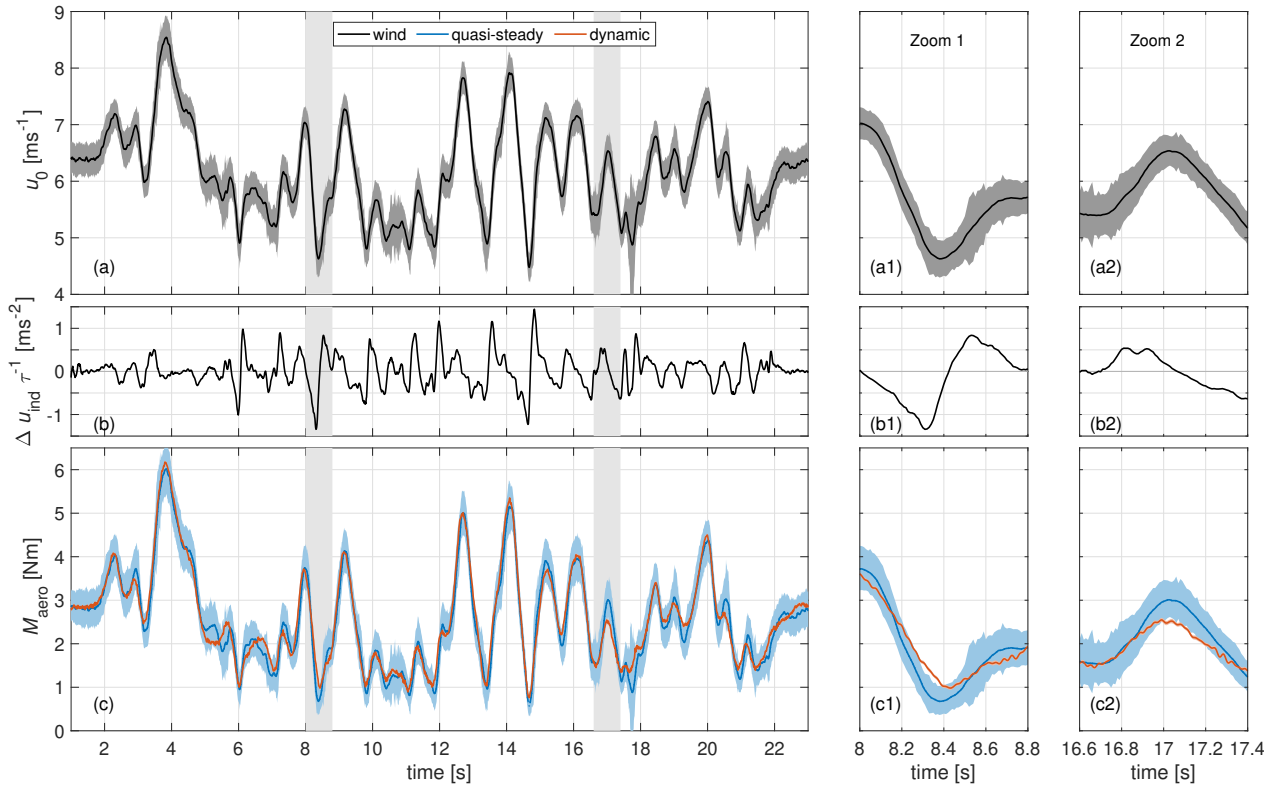 9
8
7
6
5
4
u0 [ms-1]
wind quasi-steady dynamic
(a)
Zoom 1
(a1)
Zoom 2
(a2)
1
0
-1
Δ uind τ-1 [ms-2]
(b)
(b1)
(b2)
6
5
4
3
2
1
0
Maero [Nm]
(c)
(c1)
(c2)
2 4 6 8 10 12 14 16 18 20 22
time [s]
8 8.2 8.4 8.6 8.8
time [s]
16.6 16.8 17 17.2 17.4
time [s]